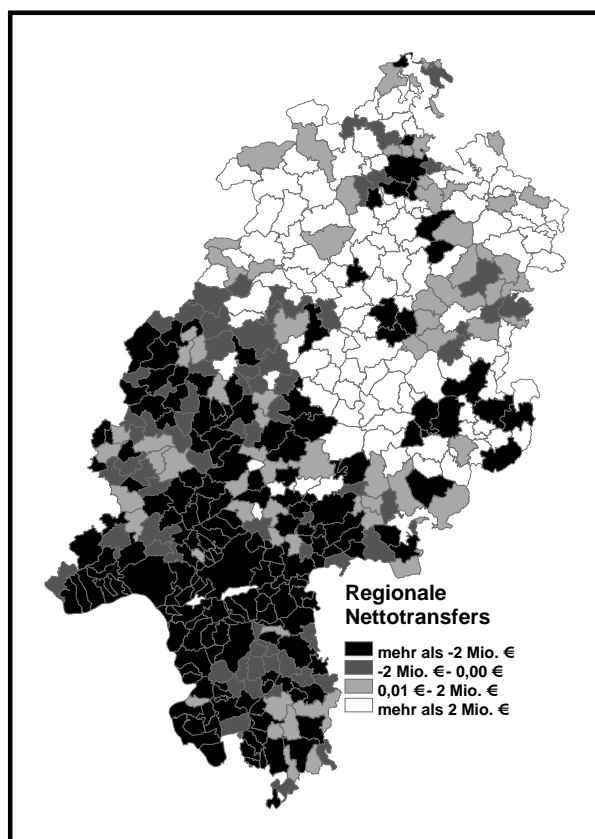 Regionale
Nettotransfers
mehr als -2 Mio. €
-2 Mio. €- 0,00 €
0,01 €- 2 Mio. €
mehr als 2 Mio. €